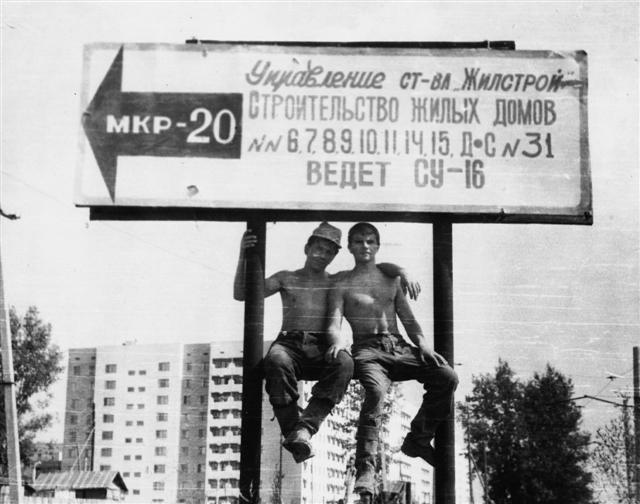 МКР-20
Управление ст-ва „Жилстрой"
Строительство жилых домов
NN 6,7,8,9,10,11,14,15, Д•С N 31
ведет СУ-16